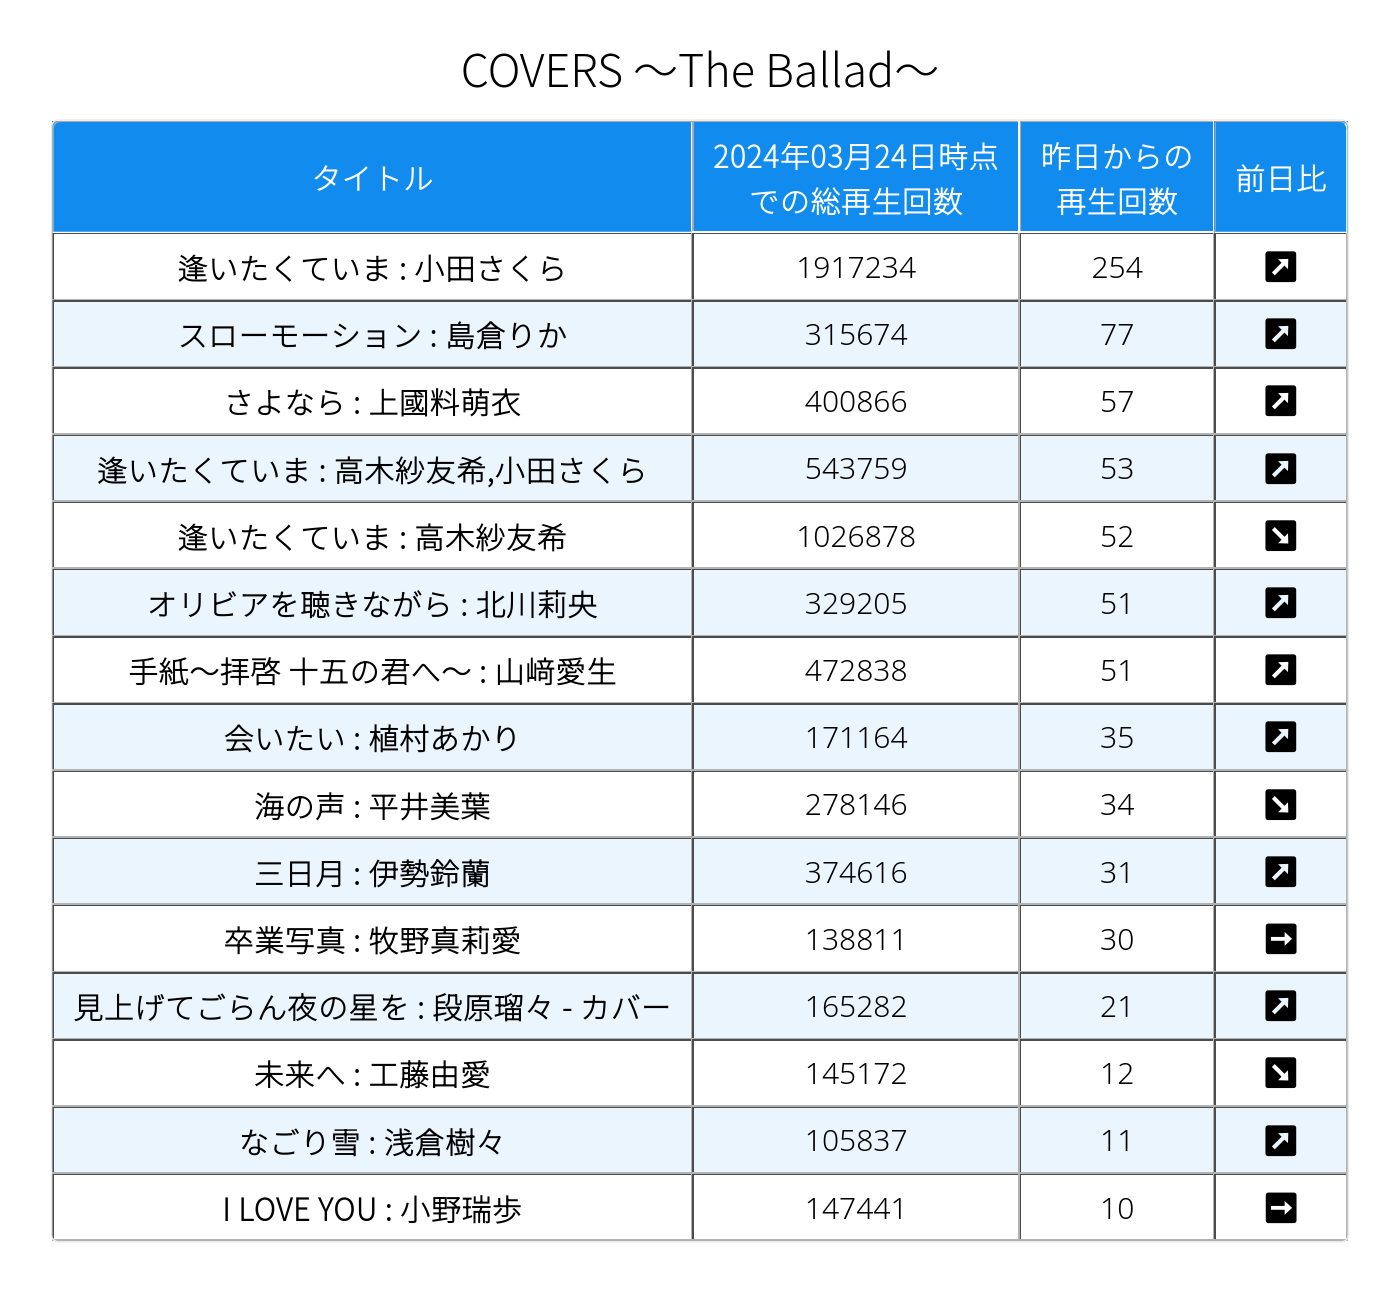 COVERS ～The Ballad～
タイトル 2024年03月24日時点での総再生回数 昨日からの再生回数 前日比
逢いたくていま : 小田さくら 1917234 254 ↗
スローモーション : 島倉りか 315674 77 ↗
さよなら : 上國料萌衣 400866 57 ↗
逢いたくていま : 高木紗友希,小田さくら 543759 53 ↗
逢いたくていま : 高木紗友希 1026878 52 ↘
オリビアを聴きながら : 北川莉央 329205 51 ↗
手紙～拝啓 十五の君へ～ : 山﨑愛生 472838 51 ↗
会いたい : 植村あかり 171164 35 ↗
海の声 : 平井美葉 278146 34 ↘
三日月 : 伊勢鈴蘭 374616 31 ↗
卒業写真 : 牧野真莉愛 138811 30 →
見上げてごらん夜の星を : 段原瑠々 - カバー 165282 21 ↗
未来へ : 工藤由愛 145172 12 ↘
なごり雪 : 浅倉樹々 105837 11 ↗
I LOVE YOU : 小野瑞歩 147441 10 →